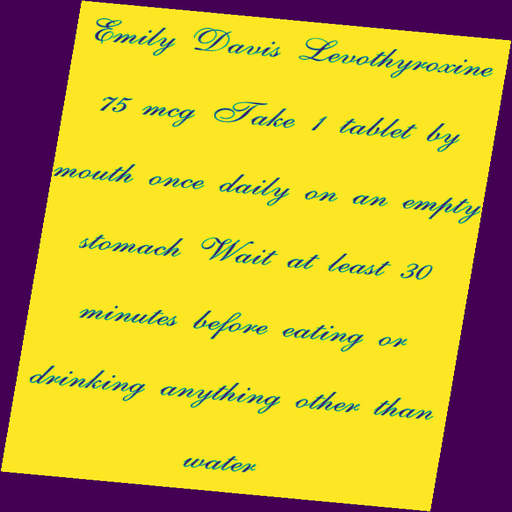 Emily Davis Levothyroxine
75 mcg Take 1 tablet by
mouth once daily on an empty
stomach Wait at least 30
minutes before eating or
drinking anything other than
water